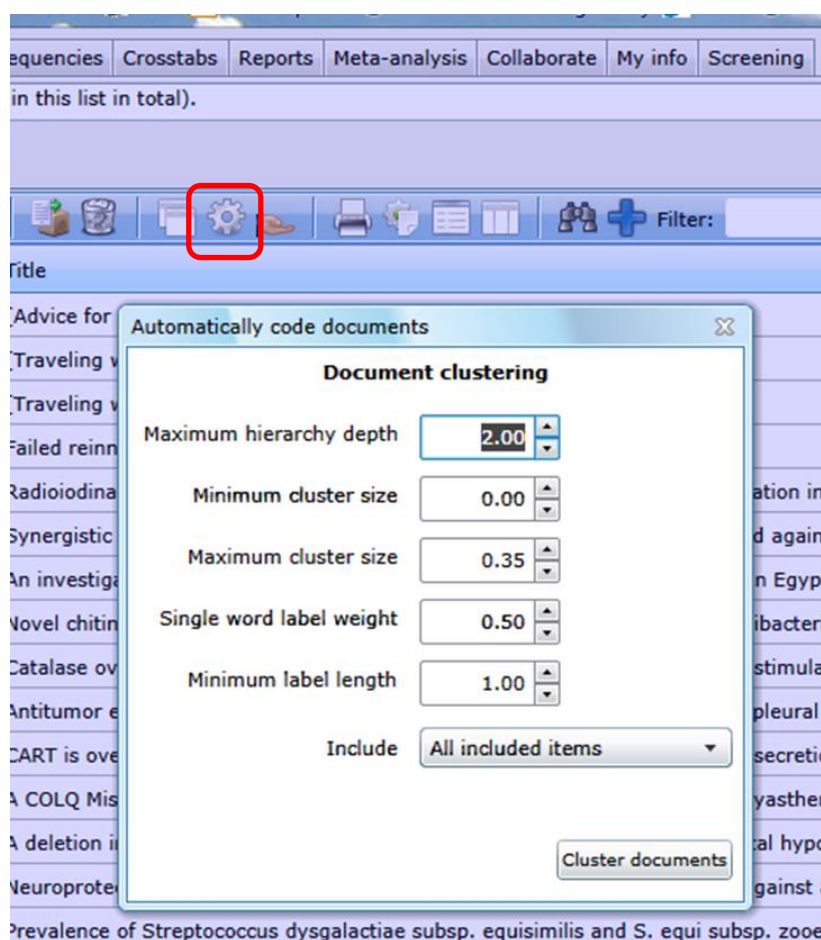 equencies Crosstabs Reports Meta-analysis Collaborate My info Screening
in this list in total).
Filter:
Title
[Advice for
Automatically code documents
[Traveling
Document clustering
[Traveling
Maximum hierarchy depth 2.00
Failed reinn
Radioiodina Minimum cluster size 0.00 ation in
Synergistic d again
Maximum cluster size 0.35
An investiga n Egyp
Novel chitin Single word label weight 0.50 ibacter
Catalase ov stimula
Minimum label length 1.00
Antitumor e pleural
CART is ove Include All included items secreti
A COLQ Mis yasthe
A deletion i al hypo
Cluster documents
Neuroprote gainst
Prevalence of Streptococcus dysgalactiae subsp. equisimilis and S. equi subsp. zooe